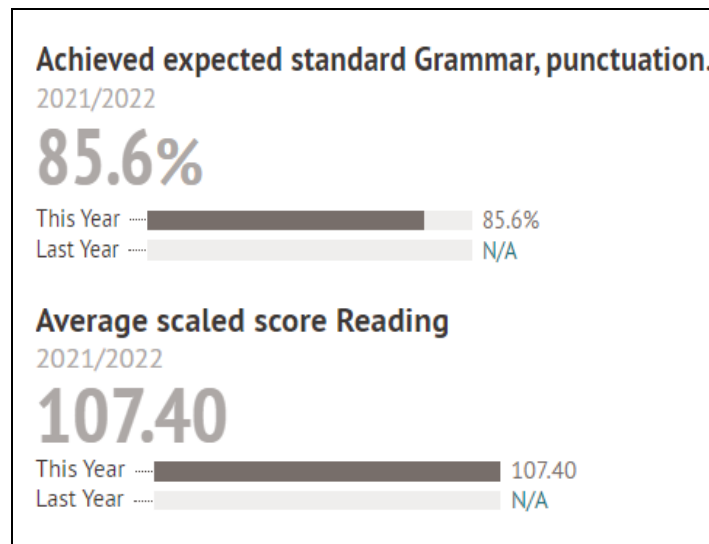 Achieved expected standard Grammar, punctuation.
2021/2022
85.6%
This Year 85.6%
Last Year N/A
Average scaled score Reading
2021/2022
107.40
This Year 107.40
Last Year N/A